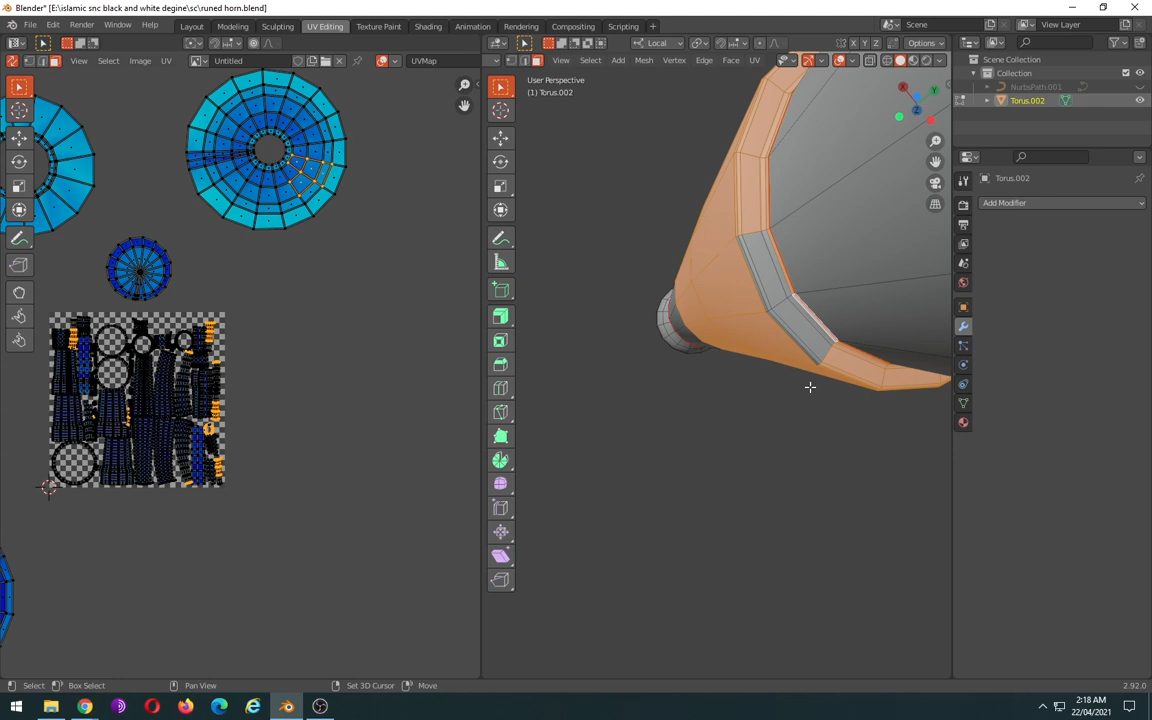 Blender* [E:\islamic snc black and white degine\sc\runed horn.blend]
File Edit Render Window Help Layout Modeling Sculpting UV Editing Texture Paint Shading Animation Rendering Compositing Scripting + Scene View Layer
Local X Y Z Options
View Select Image UV Untitled UVMap View Select Add Mesh Vertex Edge Face UV
Scene Collection
Collection
NurbsPath.001
Torus.002
User Perspective
(1) Torus.002
X Y Z
Torus.002
Add Modifier
Select Box Select Pan View Set 3D Cursor Move 2.92.0
2:18 AM
22/04/2021